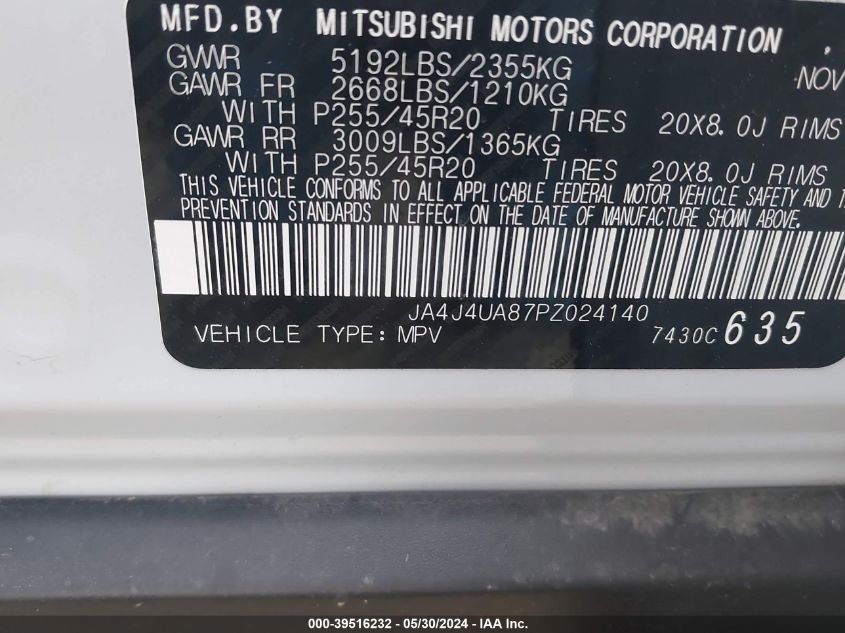 MFD.BY MITSUBISHI MOTORS CORPORATION .
GVWR 5192LBS/2355KG NOV
GAWR FR 2668LBS/1210KG
WITH P255/45R20 TIRES 20X8.0J RIMS
GAWR RR 3009LBS/1365KG
WITH P255/45R20 TIRES 20X8.0J RIMS
THIS VEHICLE CONFORMS TO ALL APPLICABLE FEDERAL MOTOR VEHICLE SAFETY AND
PREVENTION STANDARDS IN EFFECT ON THE DATE OF MANUFACTURE SHOWN ABOVE.
JA4J4UA87PZ024140
VEHICLE TYPE: MPV 7430C 635
000-39516232 - 05/30/2024 - IAA Inc.